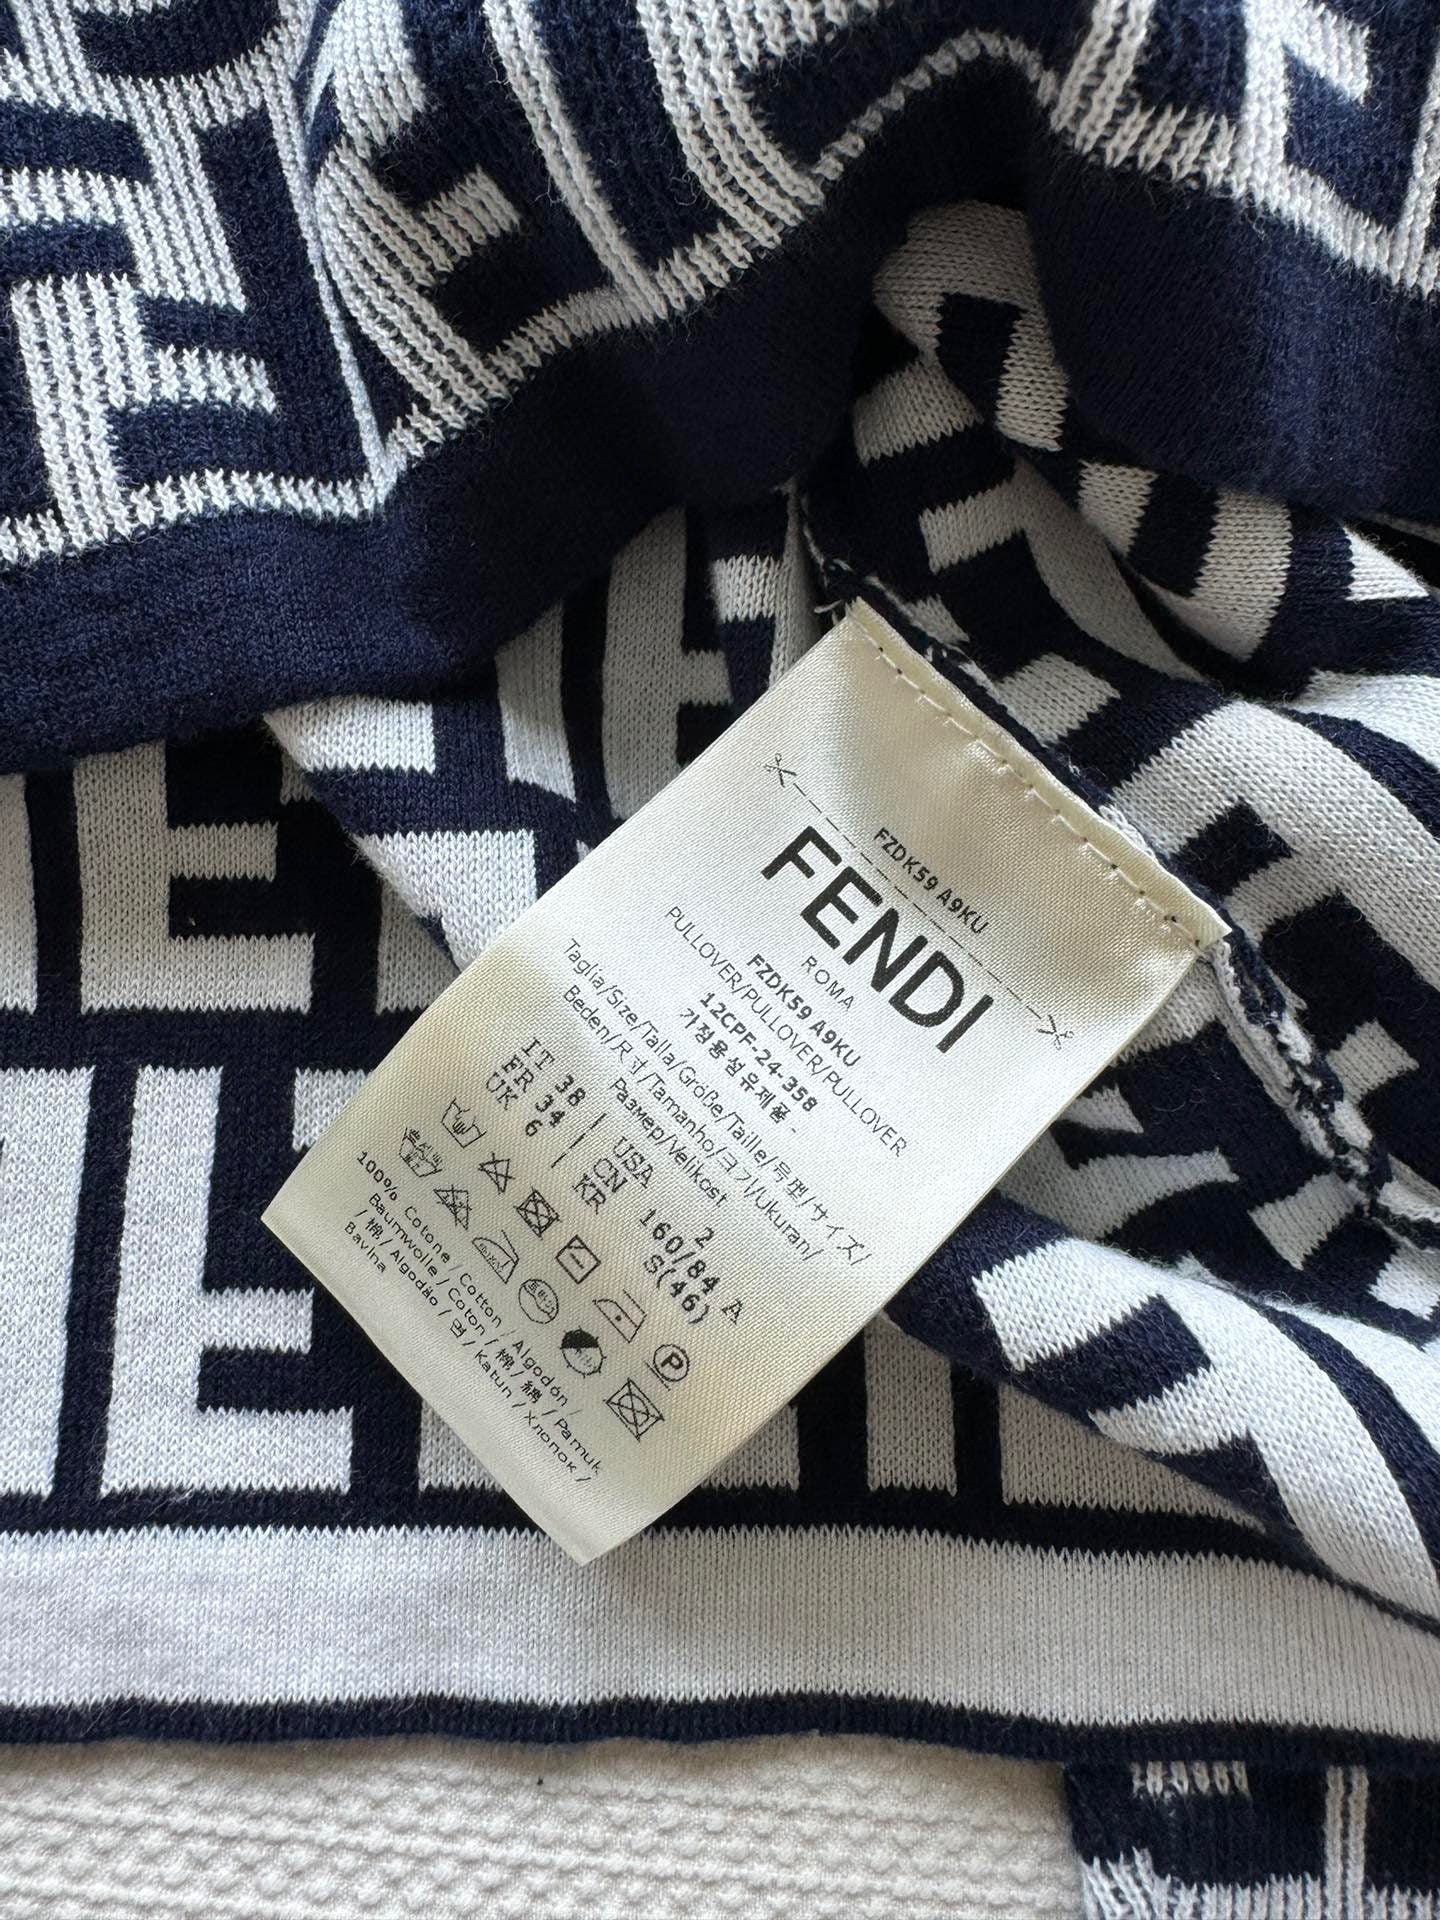 FZDK59 A9KU
FENDI
ROMA
PULLOVER/PULLOVER/PULLOVER
FZDK59 A9KU
12CPF-24-358
가정용 섬유제품 -
Taglia/Size/Talla/Größe/Taille/号型/サイズ/
Beden/尺寸/Tamanho/크기/Ukuran/
Размер/Velikost
IT 38 | USA 2
FR 34 | CN 160/84 A
UK 6 | KR S(46)
P
100% Cotone / Cotton / Algodón /
Baumwolle / Coton / 棉 / 綿 / Pamuk
/ 棉 / Algodão / 면 / Katun / Хлопок /
Bavlna